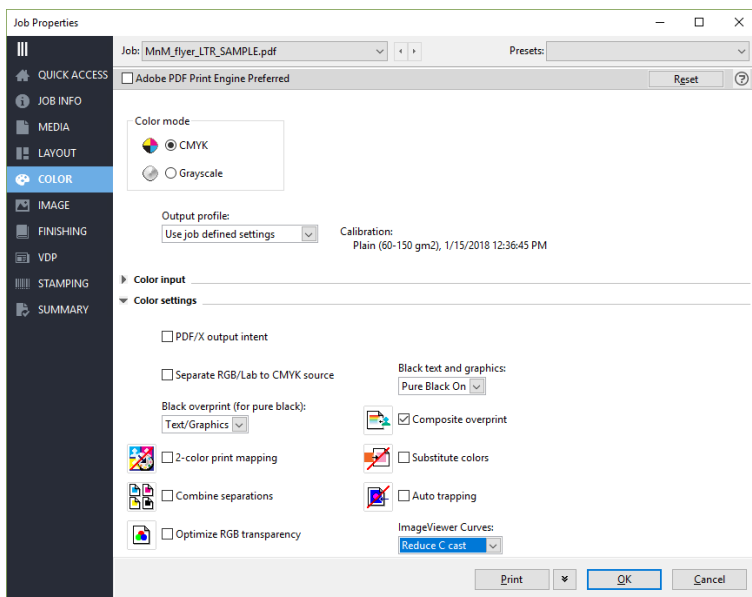 Job Properties
Job: MnM_flyer_LTR_SAMPLE.pdf Presets:
QUICK ACCESS
JOB INFO
MEDIA
LAYOUT
COLOR
IMAGE
FINISHING
VDP
STAMPING
SUMMARY
Adobe PDF Print Engine Preferred Reset ?
Color mode
CMYK
Grayscale
Output profile:
Use job defined settings
Calibration:
Plain (60-150 gm2), 1/15/2018 12:36:45 PM
Color input
Color settings
PDF/X output intent
Separate RGB/Lab to CMYK source
Black text and graphics:
Pure Black On
Black overprint (for pure black):
Text/Graphics
Composite overprint
2-color print mapping
Substitute colors
Combine separations
Auto trapping
Optimize RGB transparency
ImageViewer Curves:
Reduce C cast
Print OK Cancel